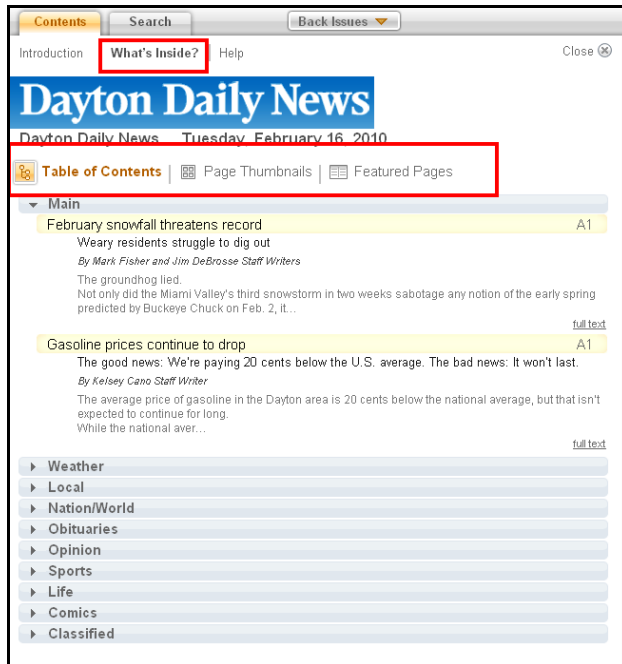 Contents Search Back Issues
Introduction What's Inside? Help Close
Dayton Daily News
Dayton Daily News Tuesday, February 16, 2010
Table of Contents | Page Thumbnails | Featured Pages
Main
February snowfall threatens record A1
Weary residents struggle to dig out
By Mark Fisher and Jim DeBrosse Staff Writers
The groundhog lied.
Not only did the Miami Valley's third snowstorm in two weeks sabotage any notion of the early spring
predicted by Buckeye Chuck on Feb. 2, it...
full text
Gasoline prices continue to drop A1
The good news: We're paying 20 cents below the U.S. average. The bad news: It won't last.
By Kelsey Cano Staff Writer
The average price of gasoline in the Dayton area is 20 cents below the national average, but that isn't
expected to continue for long.
While the national aver...
full text
Weather
Local
Nation/World
Obituaries
Opinion
Sports
Life
Comics
Classified